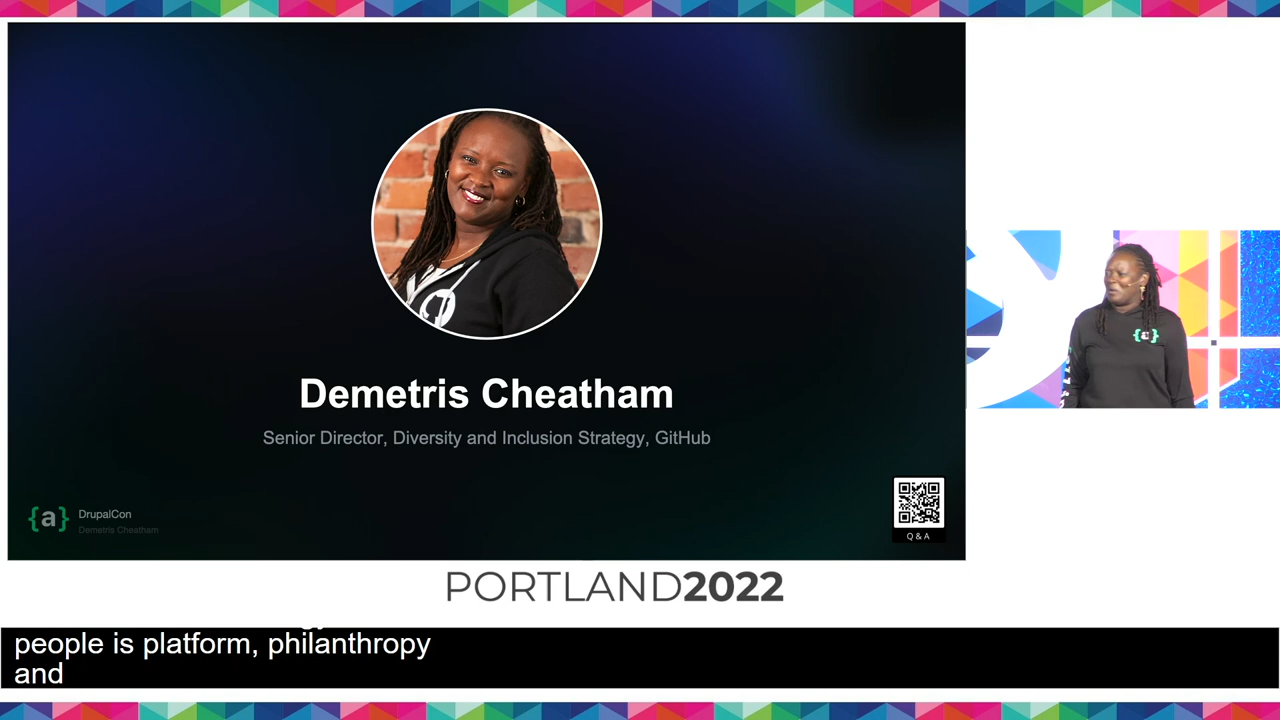 Demetris Cheatham
Senior Director, Diversity and Inclusion Strategy, GitHub
{a} DrupalCon
Demetris Cheatham
Q & A
{a}
PORTLAND2022
people is platform, philanthropy
and